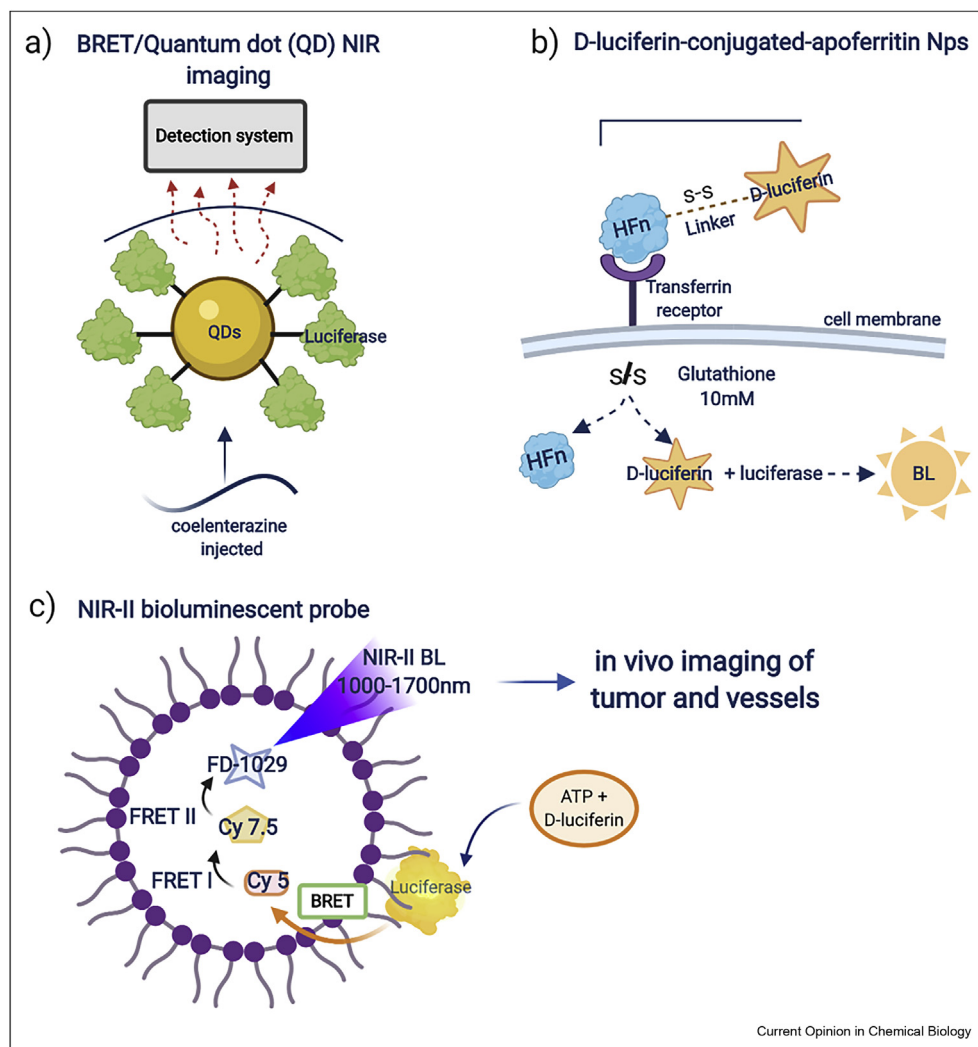 a) BRET/Quantum dot (QD) NIR
imaging
Detection system
QDs
Luciferase
coelenterazine
injected
b) D-luciferin-conjugated-apoferritin Nps
S-S
D-luciferin
HFn
Linker
Transferrin
receptor
cell membrane
S/S
Glutathione
10mM
HFn
D-luciferin + luciferase
BL
c) NIR-II bioluminescent probe
NIR-II BL
1000-1700nm
in vivo imaging of
tumor and vessels
FD-1029
FRET II
Cy 7.5
FRET I
Cy 5
BRET
Luciferase
ATP +
D-luciferin
Current Opinion in Chemical Biology